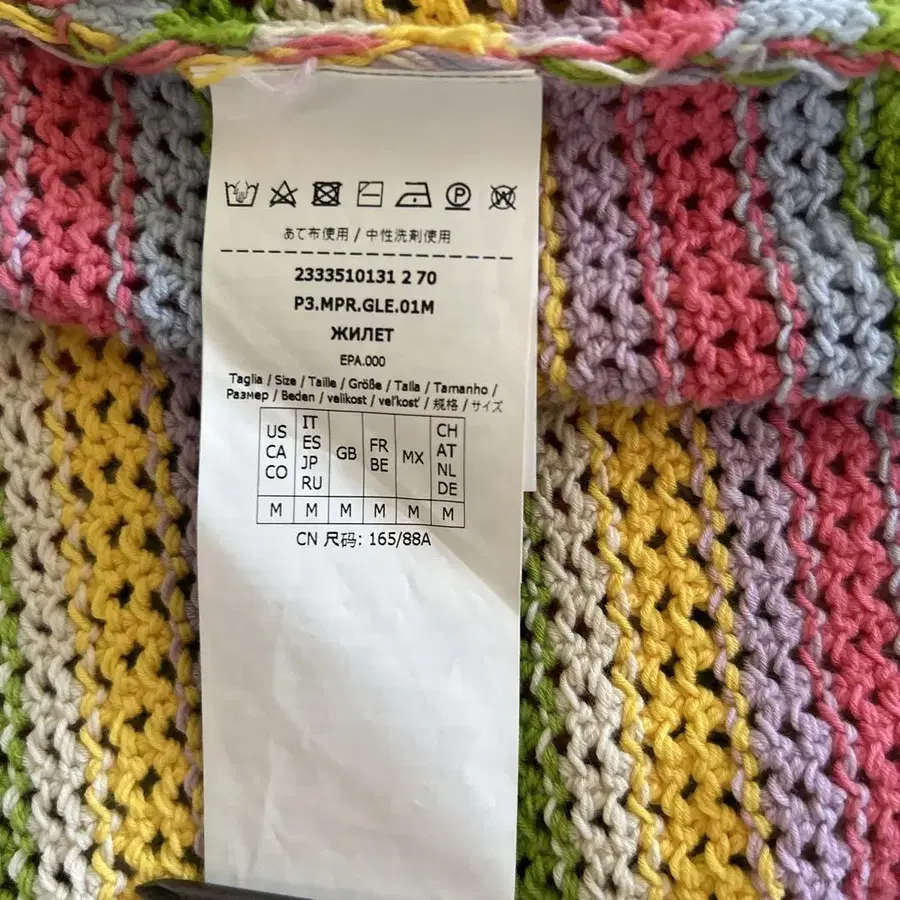 あて布使用 / 中性洗剤使用
2333510131 2 70
P3.MPR.GLE.01M
ЖИЛЕТ
EPA.000
Taglia / Size / Taille / Größe / Talla / Tamanho /
Размер / Beden / velikost / veľkosť / 规格 / サイズ
US CA CO
IT ES JP RU
GB
FR BE
MX
CH AT NL DE
M M M M M M
CN 尺码: 165/88A